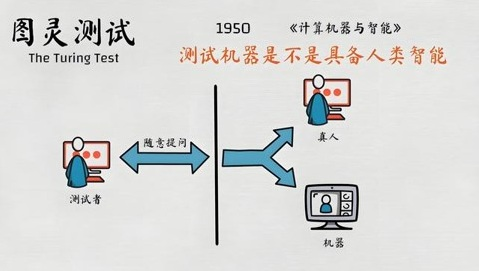 图灵测试
The Turing Test
1950 《计算机器与智能》
测试机器是不是具备人类智能
随意提问
测试者
真人
机器